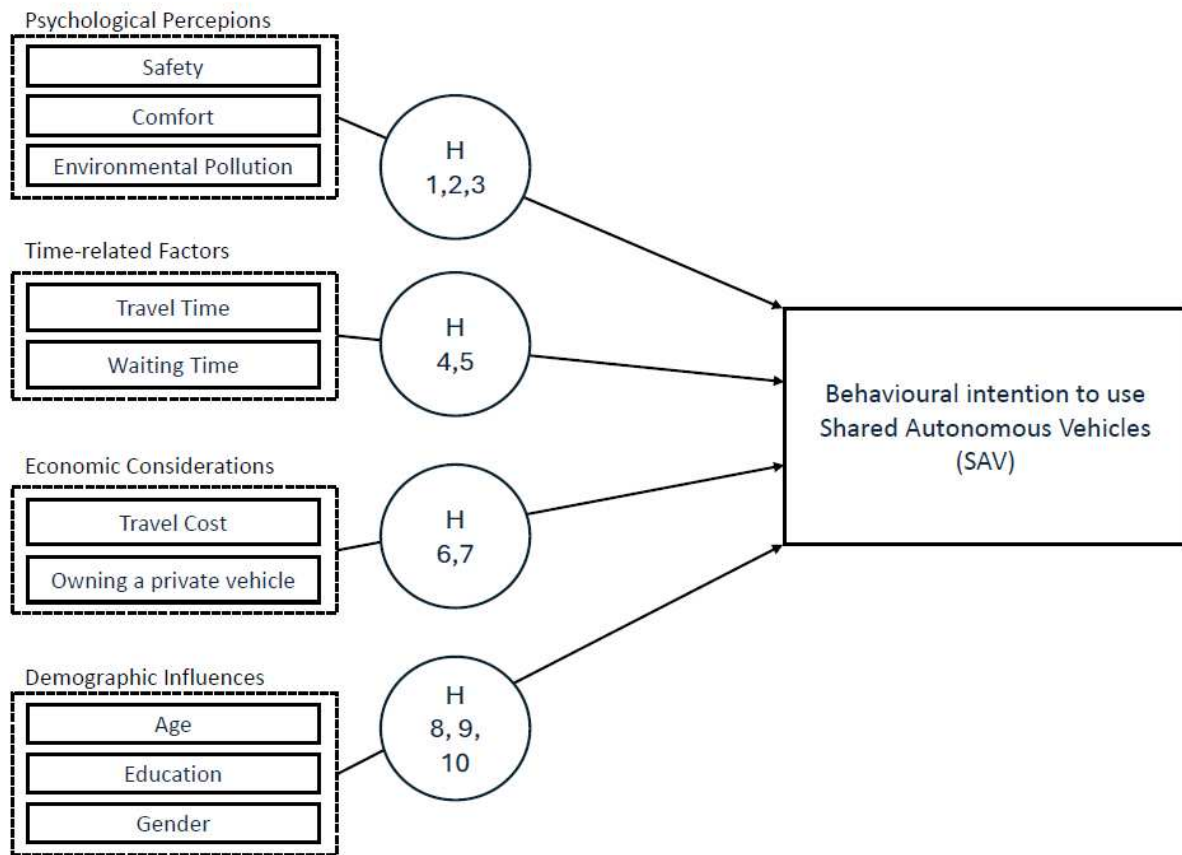 Psychological Percepions
Safety
Comfort
Environmental Pollution
H
1,2,3
Time-related Factors
Travel Time
Waiting Time
H
4,5
Economic Considerations
Travel Cost
Owning a private vehicle
H
6,7
Demographic Influences
Age
Education
Gender
H
8, 9,
10
Behavioural intention to use
Shared Autonomous Vehicles
(SAV)